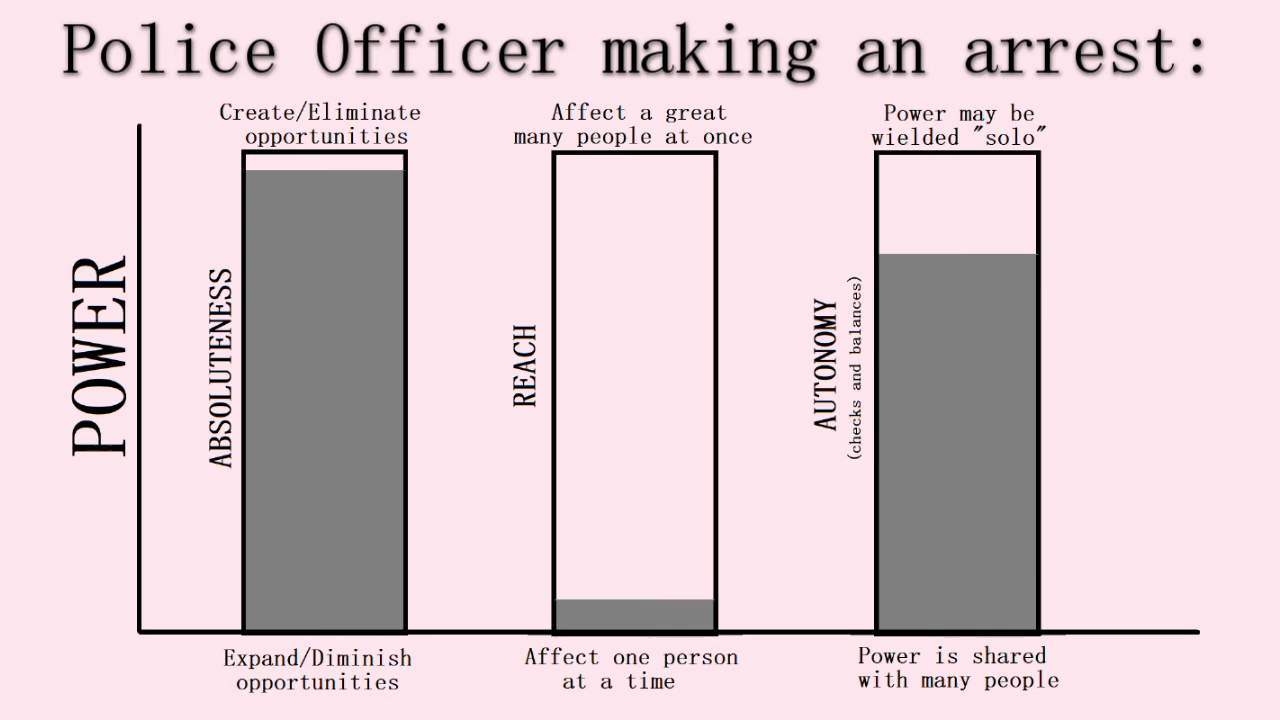 Police Officer making an arrest:
Create/Eliminate
opportunities
Affect a great
many people at once
Power may be
wielded "solo"
POWER
ABSOLUTENESS
REACH
AUTONOMY
(checks and balances)
Expand/Diminish
opportunities
Affect one person
at a time
Power is shared
with many people